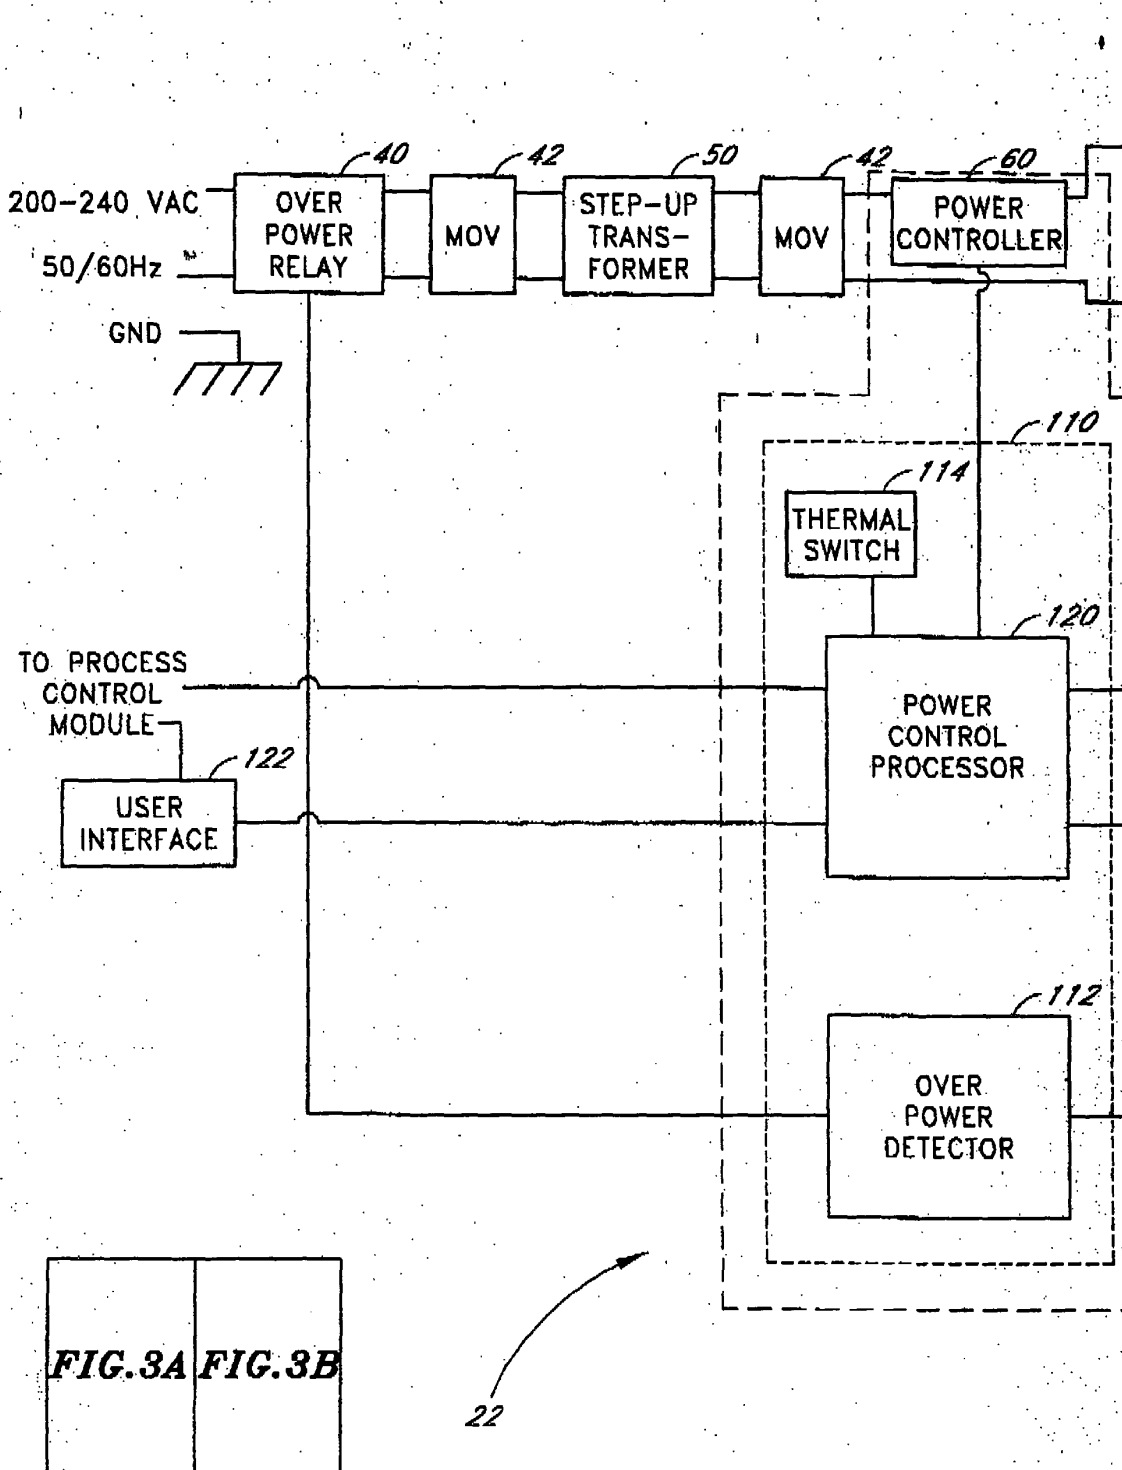 40
42
50
42
60
200-240 VAC
50/60Hz
GND
OVER
POWER
RELAY
MOV
STEP-UP
TRANS-
FORMER
MOV
POWER
CONTROLLER
110
114
THERMAL
SWITCH
120
TO PROCESS
CONTROL
MODULE
POWER
CONTROL
PROCESSOR
122
USER
INTERFACE
112
OVER
POWER
DETECTOR
FIG.3A
FIG.3B
22